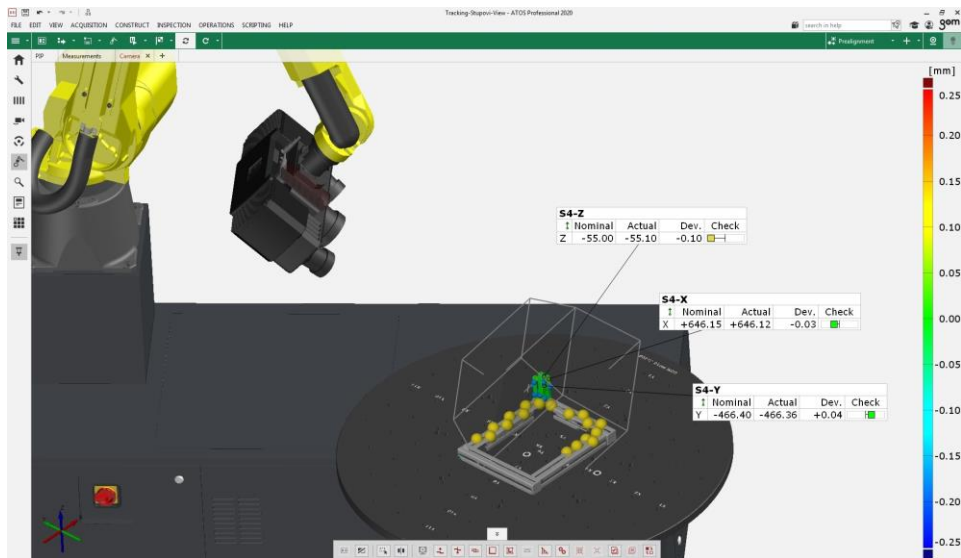 Tracking-Stupovi-View - ATOS Professional 2020
FILE EDIT VIEW ACQUISITION CONSTRUCT INSPECTION OPERATIONS SCRIPTING HELP
search in help
gom
Prealignment
PIP Measurements Camera
[mm]
0.25
0.20
0.15
0.10
0.05
0.00
-0.05
-0.10
-0.15
-0.20
-0.25
S4-Z
Nominal Actual Dev. Check
Z -55.00 -55.10 -0.10
S4-X
Nominal Actual Dev. Check
X +646.15 +646.12 -0.03
S4-Y
Nominal Actual Dev. Check
Y -466.40 -466.36 +0.04